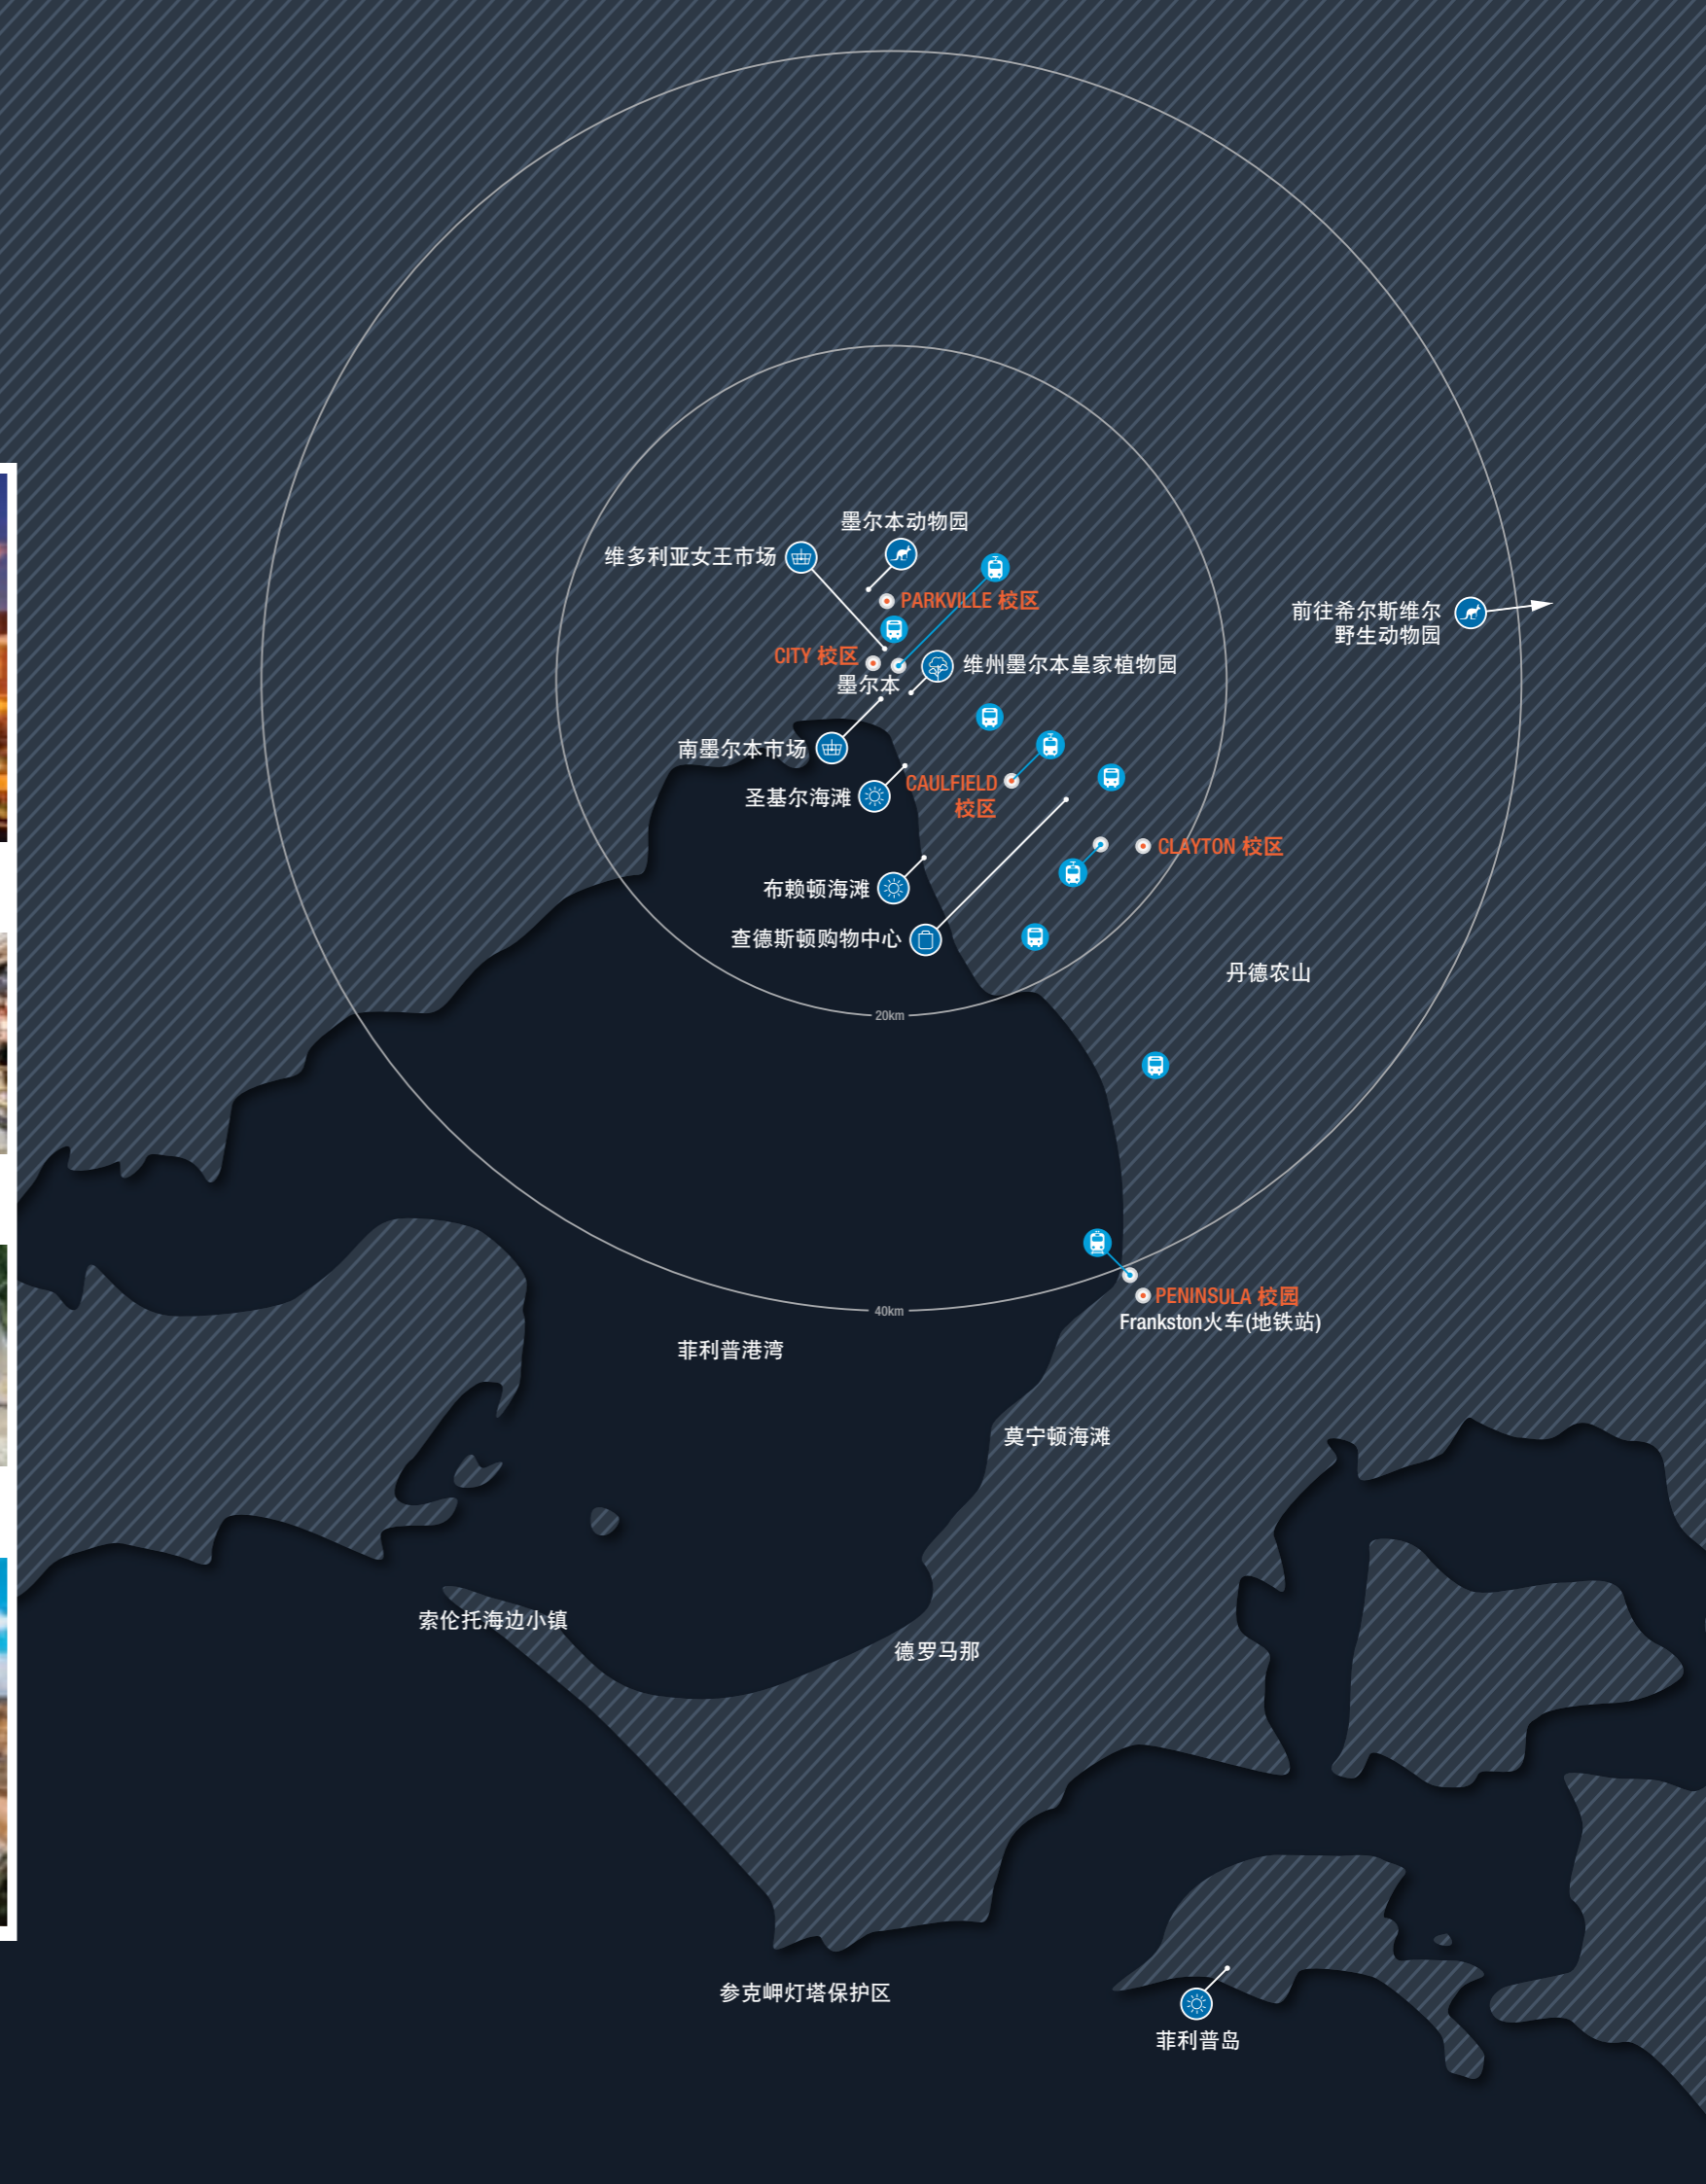 墨尔本动物园
维多利亚女王市场
PARKVILLE 校区
前往希尔斯维尔
野生动物园
CITY 校区
维州墨尔本皇家植物园
墨尔本
南墨尔本市场
CAULFIELD
校区
圣基尔海滩
CLAYTON 校区
布赖顿海滩
查德斯顿购物中心
丹德农山
20km
PENINSULA 校园
40km
Frankston火车(地铁站)
菲利普港湾
莫宁顿海滩
索伦托海边小镇
德罗马那
参克岬灯塔保护区
菲利普岛